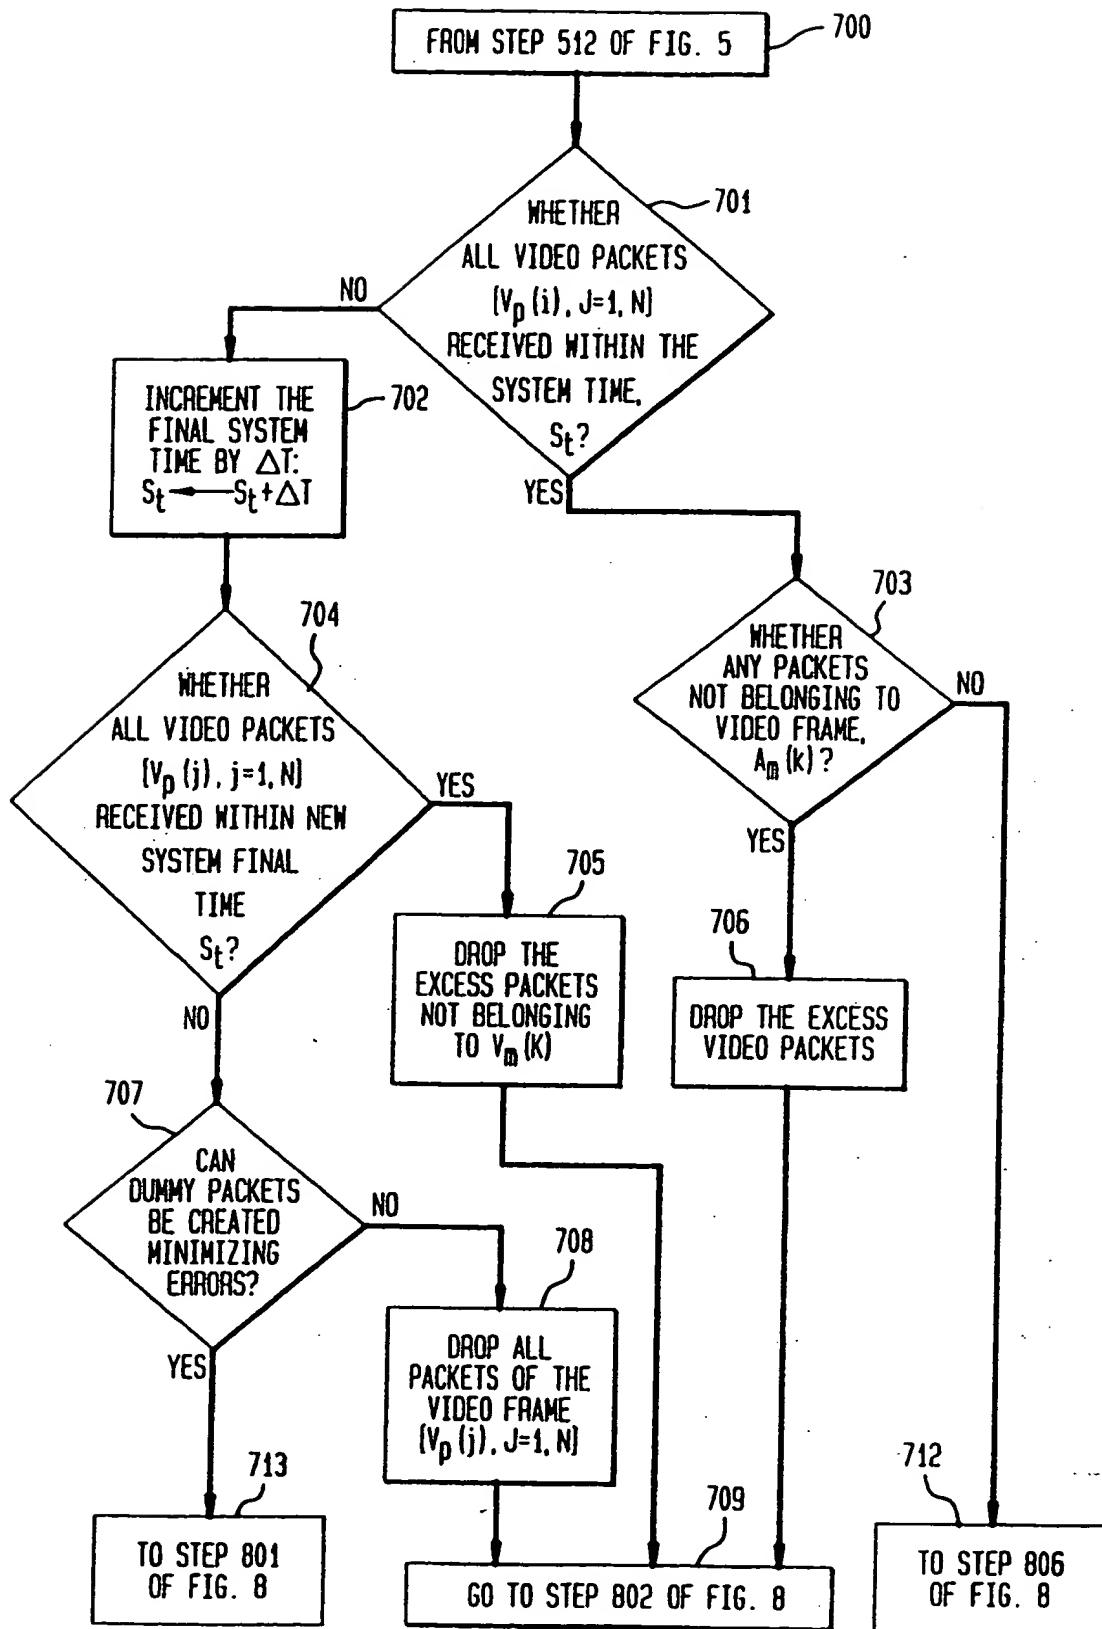 FROM STEP 512 OF FIG. 5
700
WHETHER
ALL VIDEO PACKETS
[Vp(i), J=1, N]
RECEIVED WITHIN THE
SYSTEM TIME,
St?
701
NO
YES
INCREMENT THE
FINAL SYSTEM
TIME BY ΔT:
St ← St+ΔT
702
WHETHER
ANY PACKETS
NOT BELONGING TO
VIDEO FRAME,
Am(k)?
703
NO
YES
WHETHER
ALL VIDEO PACKETS
[Vp(j), j=1, N]
RECEIVED WITHIN NEW
SYSTEM FINAL
TIME
St?
704
YES
NO
DROP THE
EXCESS PACKETS
NOT BELONGING
TO Vm(K)
705
DROP THE EXCESS
VIDEO PACKETS
706
CAN
DUMMY PACKETS
BE CREATED
MINIMIZING
ERRORS?
707
NO
YES
DROP ALL
PACKETS OF THE
VIDEO FRAME
[Vp(j), J=1, N]
708
TO STEP 801
OF FIG. 8
713
GO TO STEP 802 OF FIG. 8
709
TO STEP 806
OF FIG. 8
712